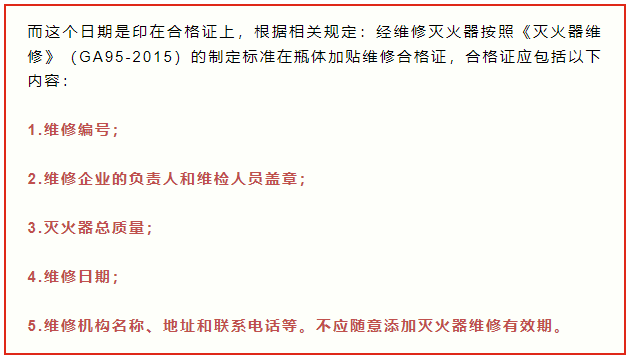 而这个日期是印在合格证上，根据相关规定：经维修灭火器按照《灭火器维
修》（GA95-2015）的制定标准在瓶体加贴维修合格证，合格证应包括以下
内容：
1.维修编号；
2.维修企业的负责人和维检人员盖章；
3.灭火器总质量；
4.维修日期；
5.维修机构名称、地址和联系电话等。不应随意添加灭火器维修有效期。